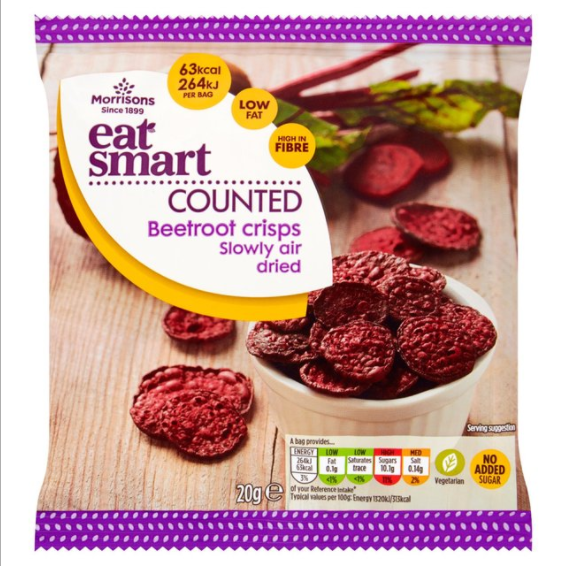 63kcal
264kJ
PER BAG
LOW
FAT
HIGH IN
FIBRE
Morrisons
Since 1899
eat
smart
COUNTED
Beetroot crisps
Slowly air
dried
Serving suggestion
A bag provides...
ENERGY
264kJ
63kcal
3%
LOW
Fat
0.1g
<1%
LOW
Saturates
trace
<1%
HIGH
Sugars
10.1g
11%
MED
Salt
0.14g
2%
of your Reference Intake*
Typical values per 100g: Energy 1320kJ/313kcal
Vegetarian
NO
ADDED
SUGAR
20g e